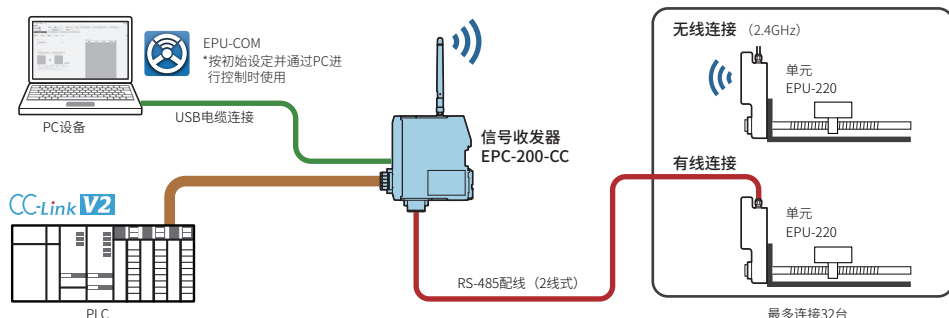 EPU-COM
*按初始设定并通过PC进
行控制时使用
PC设备
USB电缆连接
CC-Link V2
PLC
信号收发器
EPC-200-CC
RS-485配线（2线式）
无线连接（2.4GHz）
单元
EPU-220
有线连接
单元
EPU-220
最多连接32台